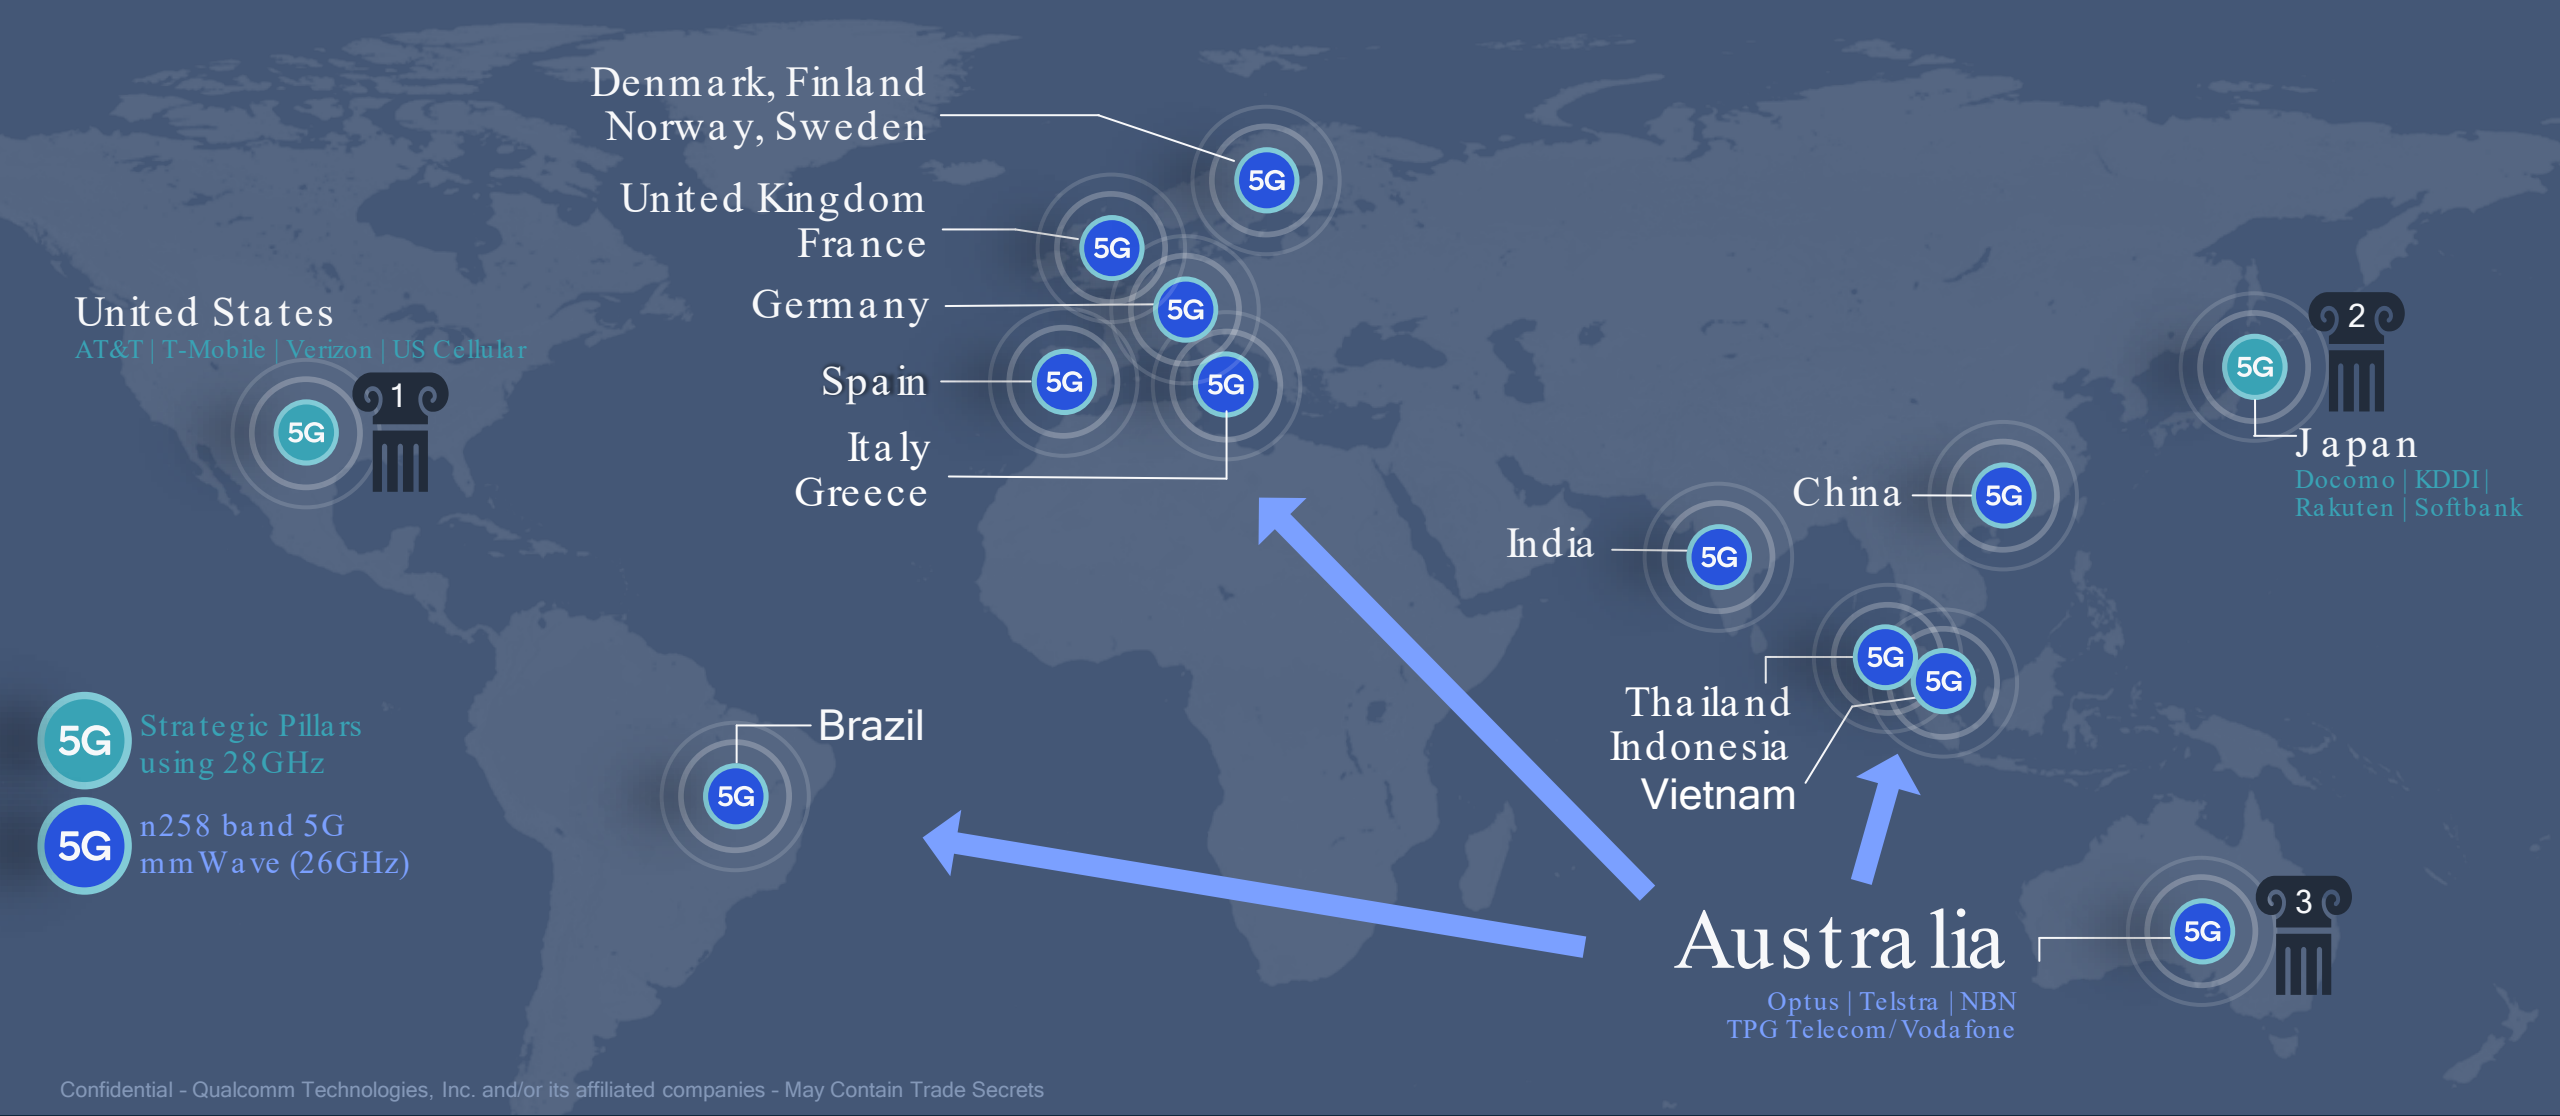 Denmark, Finland
Norway, Sweden
5G
United Kingdom
France
5G
Germany
5G
Spain
5G
Italy
Greece
5G
United States
AT&T | T-Mobile | Verizon | US Cellular
5G
1
5G
2
Japan
Docomo | KDDI |
Rakuten | Softbank
China
5G
India
5G
5G
5G
Thailand
Indonesia
Vietnam
Brazil
5G
5G
Strategic Pillars
using 28GHz
5G
n258 band 5G
mmWave (26GHz)
Australia
Optus | Telstra | NBN
TPG Telecom/Vodafone
5G
3
Confidential - Qualcomm Technologies, Inc. and/or its affiliated companies - May Contain Trade Secrets